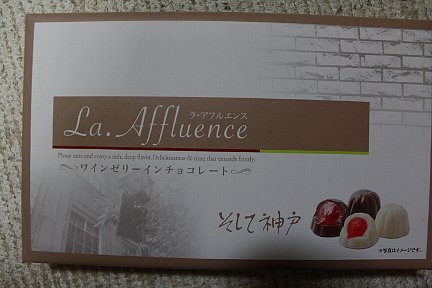 ラ・アフルエンス
La. Affluence
Please taste and enjoy a rich, deep flavor. Deliciousness & time that extends faintly.
ワインゼリーインチョコレート
そして神戸
※写真はイメージです。